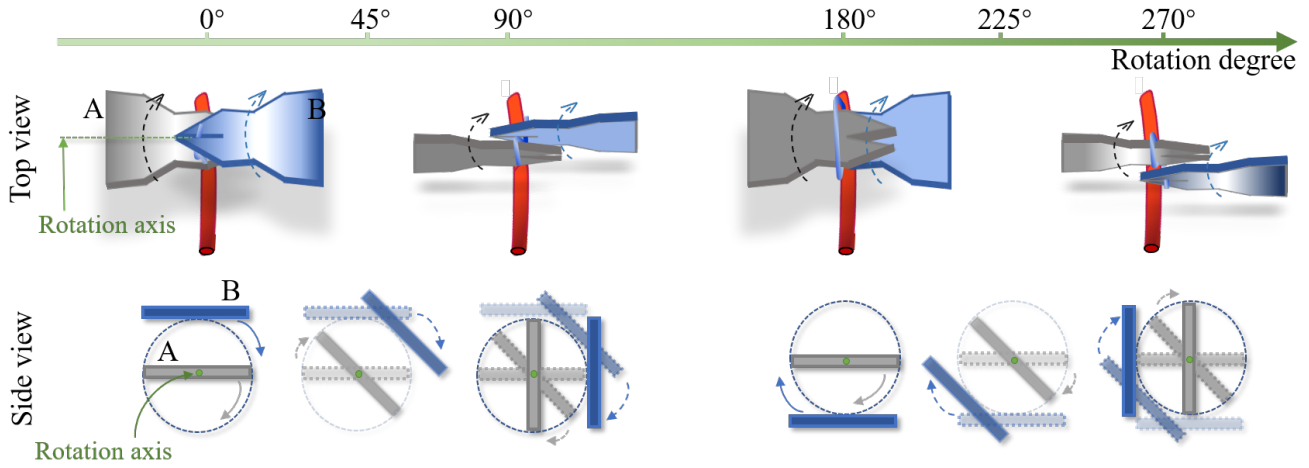 0° 45° 90° 180° 225° 270°
Rotation degree
Top view
A B
Rotation axis
Side view
B
A
Rotation axis